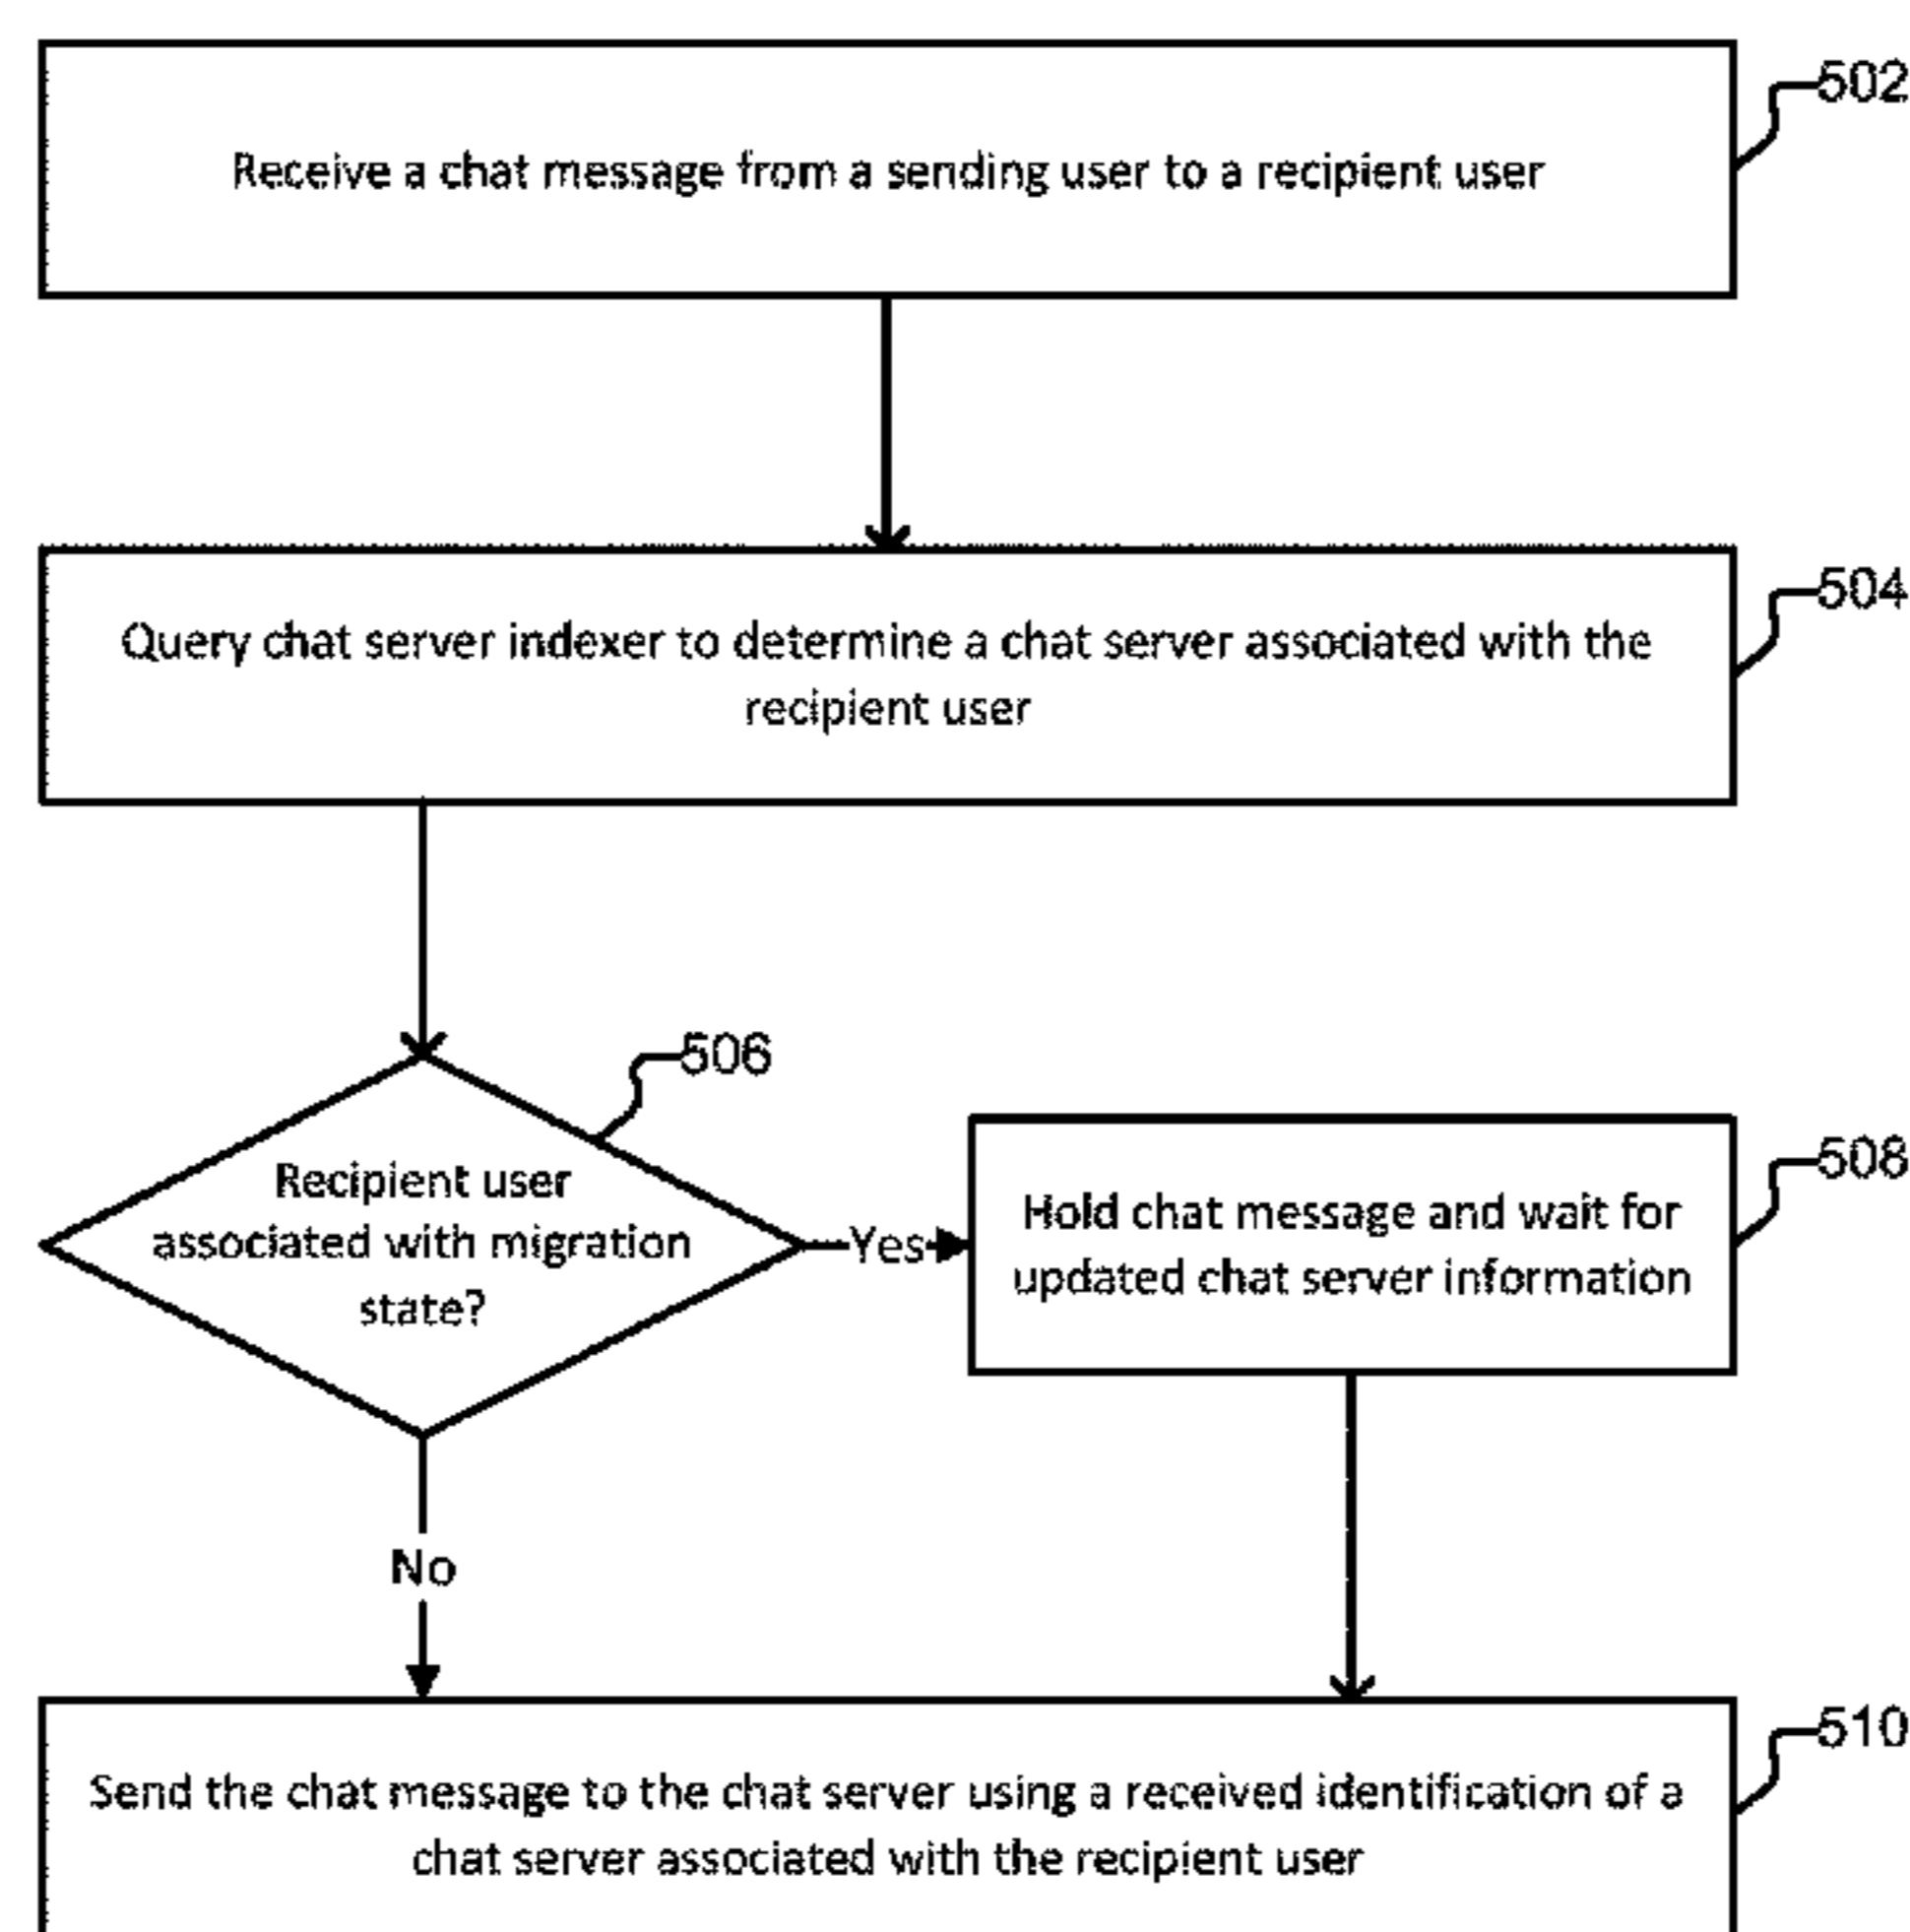 502
Receive a chat message from a sending user to a recipient user
504
Query chat server indexer to determine a chat server associated with the
recipient user
506
Recipient user
associated with migration
state?
Yes
508
Hold chat message and wait for
updated chat server information
No
510
Send the chat message to the chat server using a received identification of a
chat server associated with the recipient user